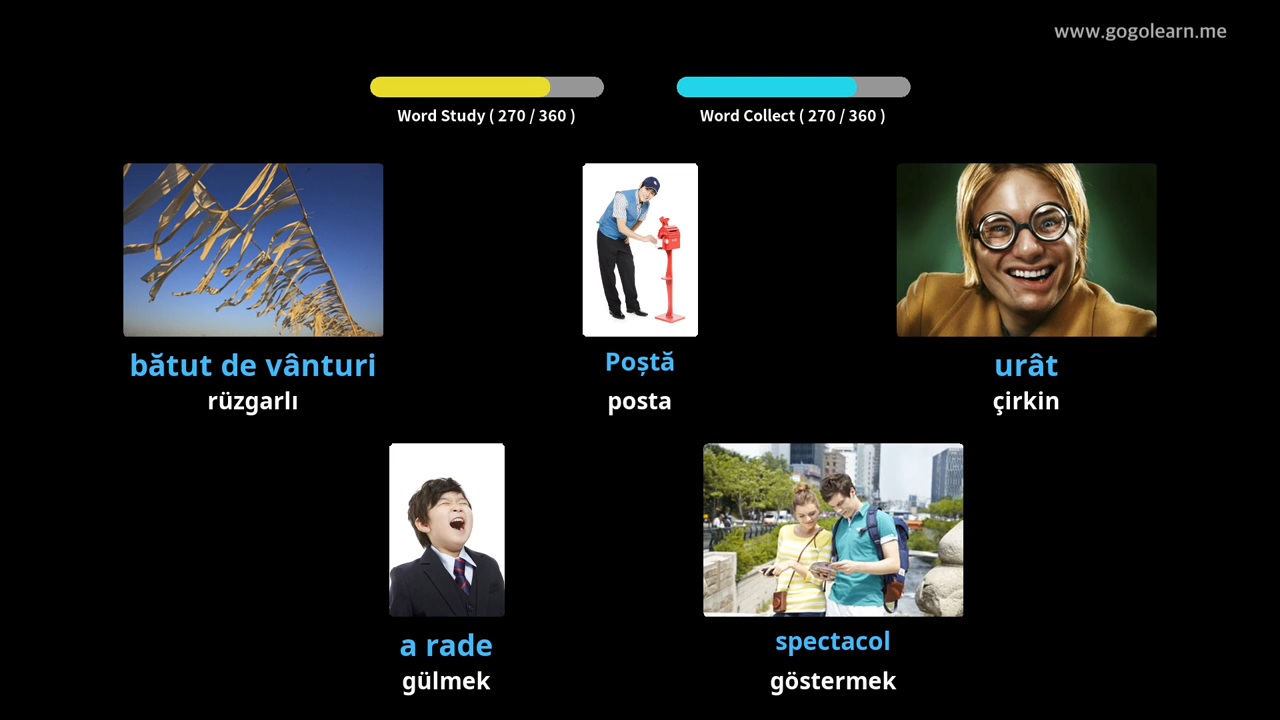 www.gogolearn.me
Word Study ( 270 / 360 )
Word Collect ( 270 / 360 )
bătut de vânturi
rüzgarlı
Poștă
posta
urât
çirkin
a rade
gülmek
spectacol
göstermek